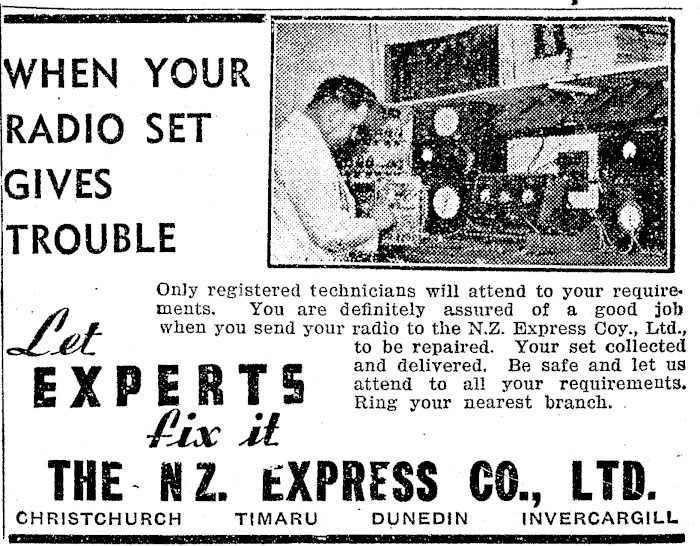 WHEN YOUR
RADIO SET
GIVES
TROUBLE
Only registered technicians will attend to your require-
ments. You are definitely assured of a good job
when you send your radio to the N.Z. Express Coy., Ltd.,
to be repaired. Your set collected
and delivered. Be safe and let us
attend to all your requirements.
Ring your nearest branch.
Let
EXPERTS
fix it
THE N.Z. EXPRESS CO., LTD.
CHRISTCHURCH TIMARU DUNEDIN INVERCARGILL